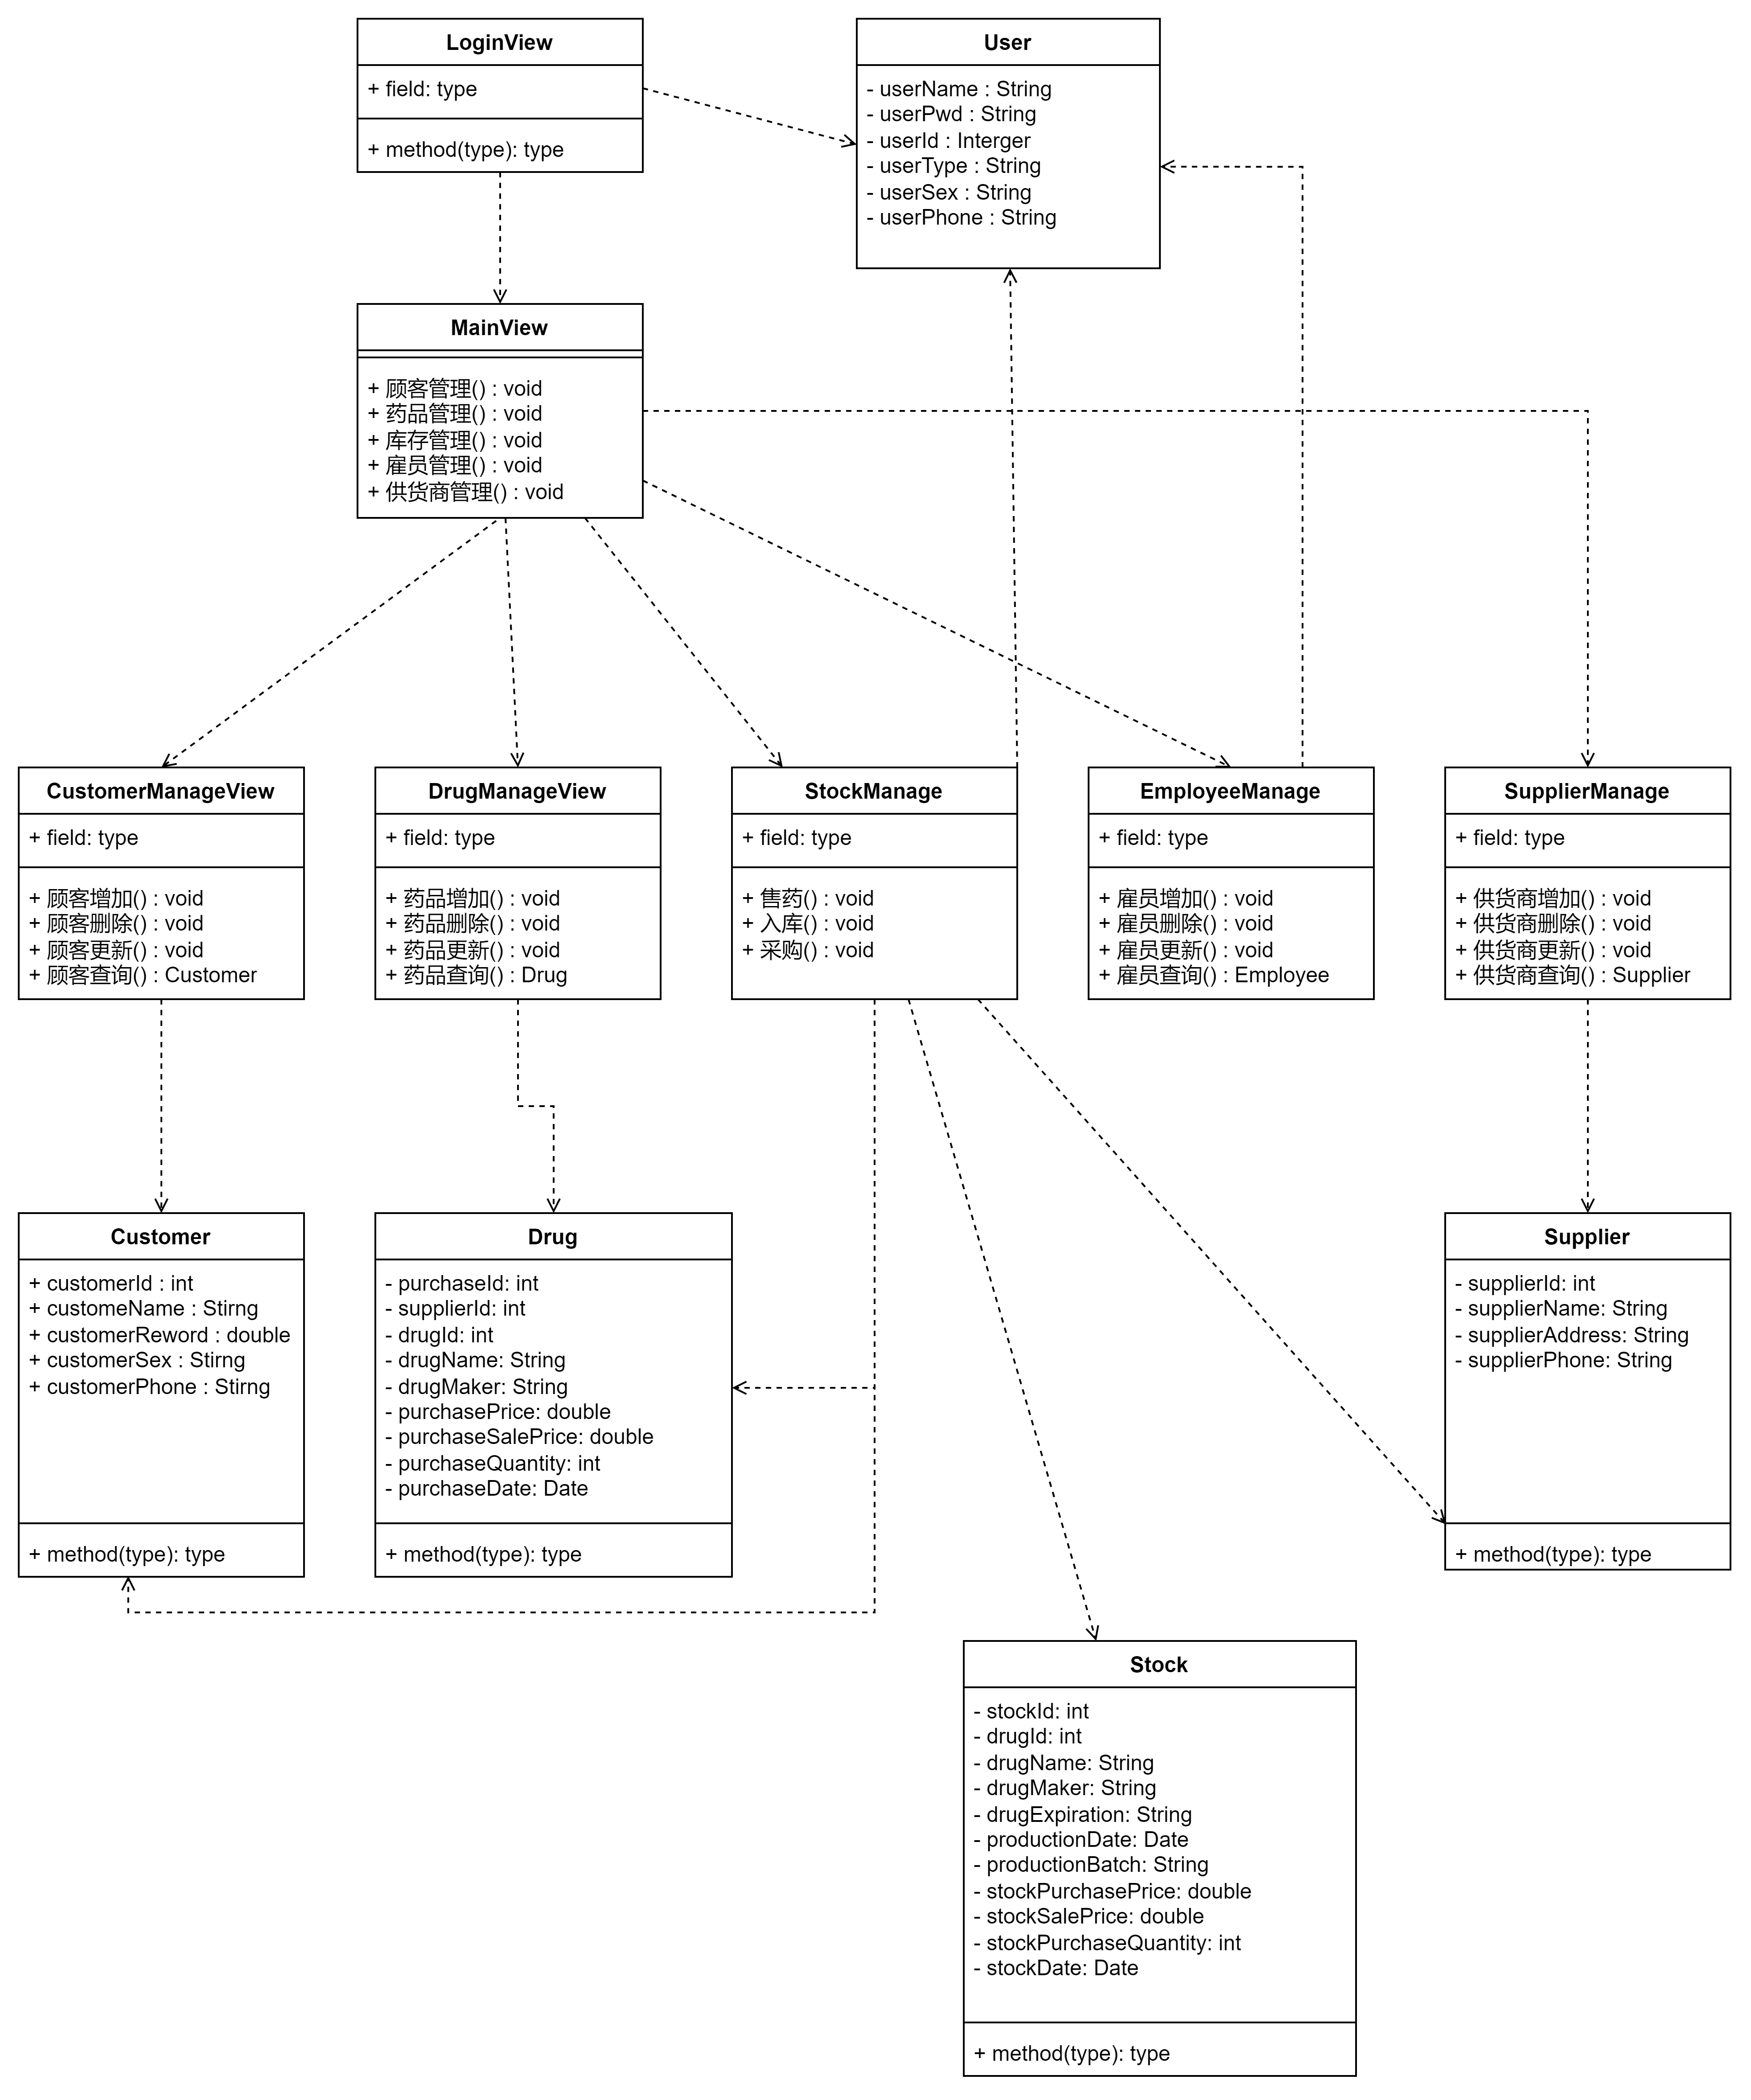 LoginView
+ field: type
+ method(type): type
User
- userName : String
- userPwd : String
- userId : Interger
- userType : String
- userSex : String
- userPhone : String
MainView
+ 顾客管理() : void
+ 药品管理() : void
+ 库存管理() : void
+ 雇员管理() : void
+ 供货商管理() : void
CustomerManageView
+ field: type
+ 顾客增加() : void
+ 顾客删除() : void
+ 顾客更新() : void
+ 顾客查询() : Customer
DrugManageView
+ field: type
+ 药品增加() : void
+ 药品删除() : void
+ 药品更新() : void
+ 药品查询() : Drug
StockManage
+ field: type
+ 售药() : void
+ 入库() : void
+ 采购() : void
EmployeeManage
+ field: type
+ 雇员增加() : void
+ 雇员删除() : void
+ 雇员更新() : void
+ 雇员查询() : Employee
SupplierManage
+ field: type
+ 供货商增加() : void
+ 供货商删除() : void
+ 供货商更新() : void
+ 供货商查询() : Supplier
Customer
+ customerId : int
+ customeName : Stirng
+ customerReword : double
+ customerSex : Stirng
+ customerPhone : Stirng
+ method(type): type
Drug
- purchaseId: int
- supplierId: int
- drugId: int
- drugName: String
- drugMaker: String
- purchasePrice: double
- purchaseSalePrice: double
- purchaseQuantity: int
- purchaseDate: Date
+ method(type): type
Supplier
- supplierId: int
- supplierName: String
- supplierAddress: String
- supplierPhone: String
+ method(type): type
Stock
- stockId: int
- drugId: int
- drugName: String
- drugMaker: String
- drugExpiration: String
- productionDate: Date
- productionBatch: String
- stockPurchasePrice: double
- stockSalePrice: double
- stockPurchaseQuantity: int
- stockDate: Date
+ method(type): type